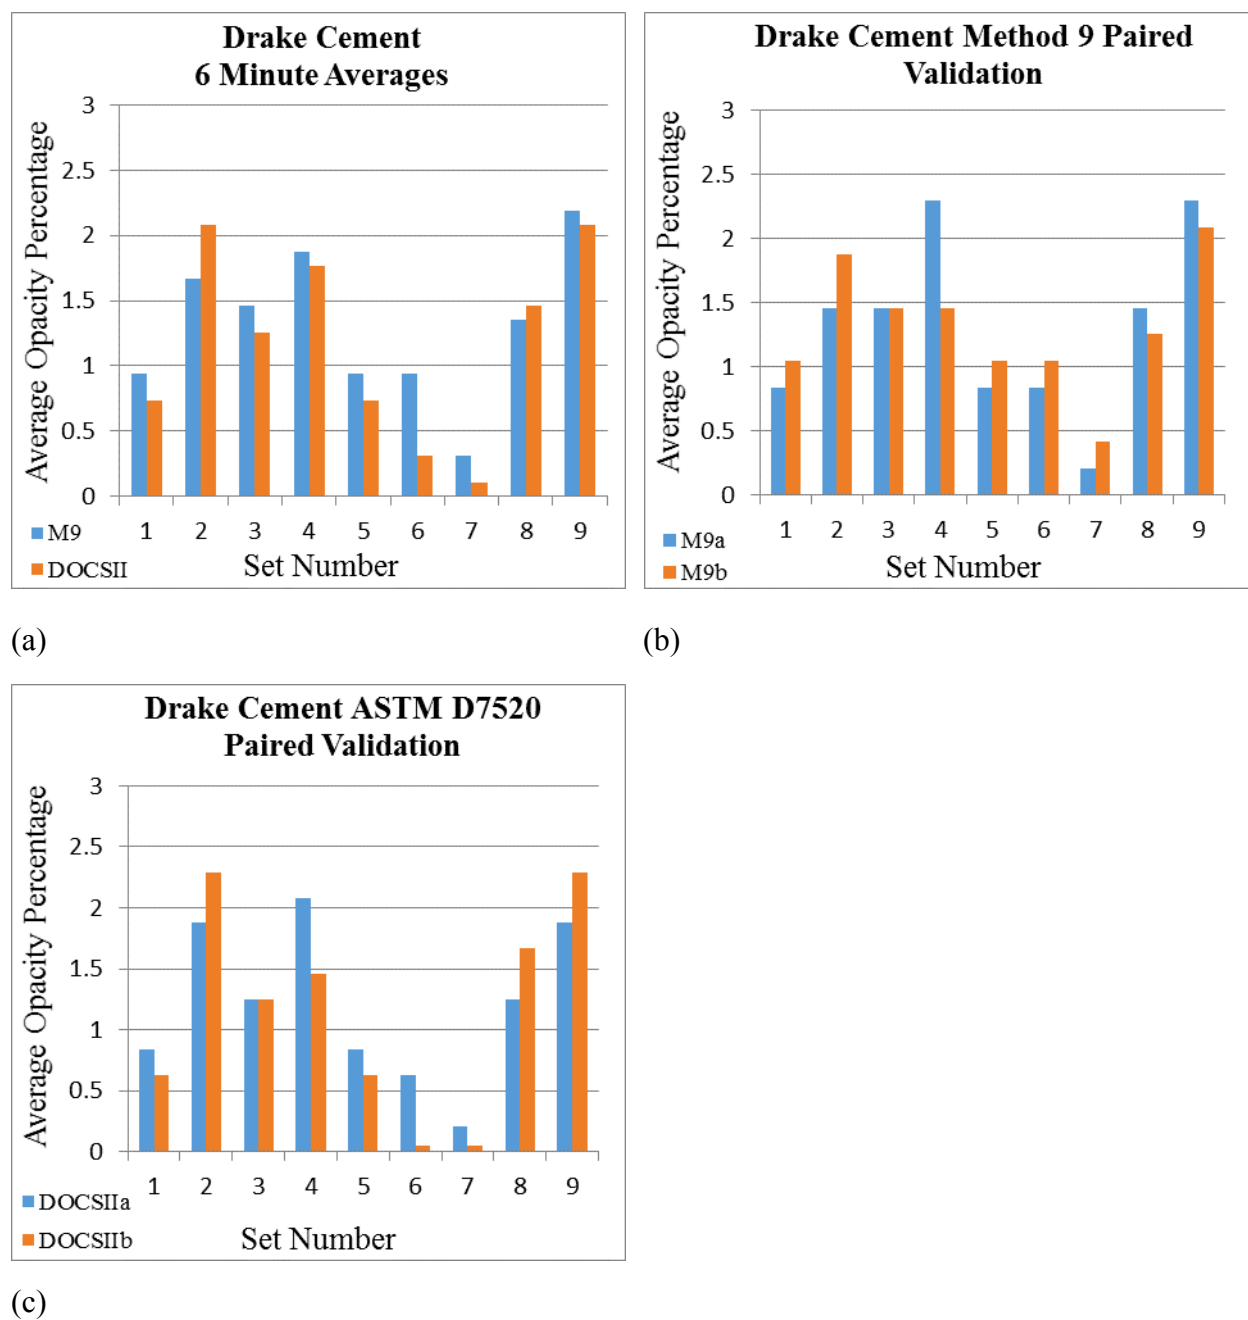 Drake Cement
6 Minute Averages
Average Opacity Percentage
3
2.5
2
1.5
1
0.5
0
1 2 3 4 5 6 7 8 9
M9
DOCSII
Set Number
(a)
Drake Cement Method 9 Paired
Validation
Average Opacity Percentage
3
2.5
2
1.5
1
0.5
0
1 2 3 4 5 6 7 8 9
M9a
M9b
Set Number
(b)
Drake Cement ASTM D7520
Paired Validation
Average Opacity Percentage
3
2.5
2
1.5
1
0.5
0
1 2 3 4 5 6 7 8 9
DOCSIIa
DOCSIIb
Set Number
(c)